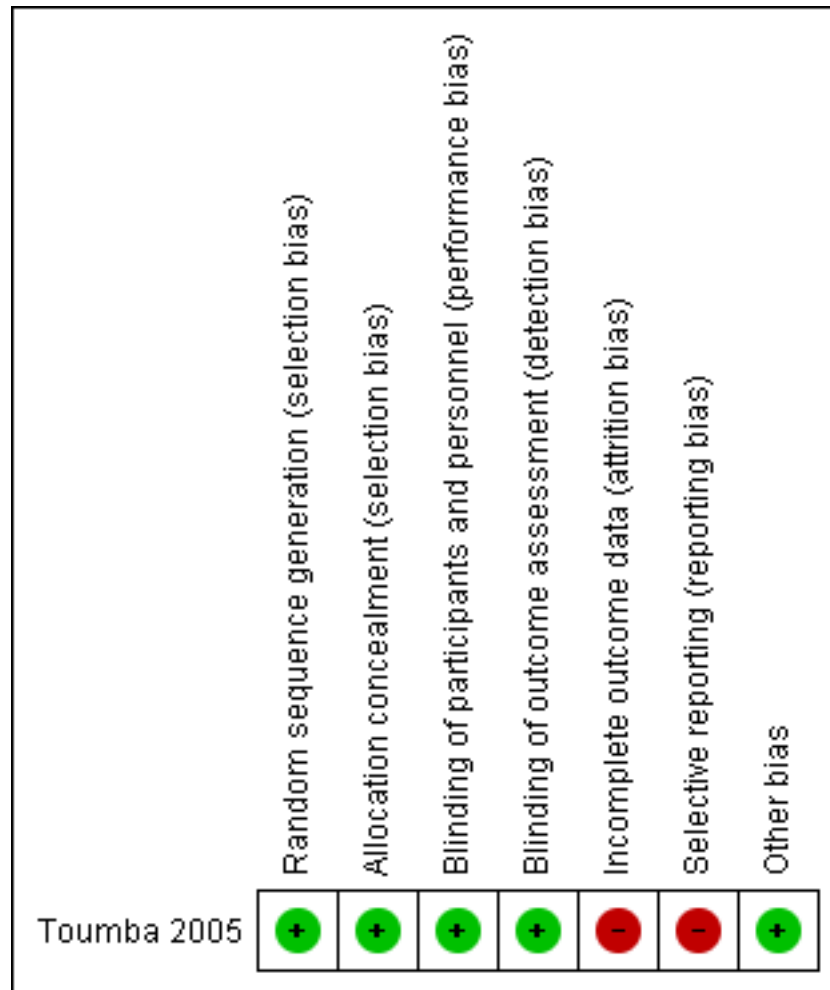 Random sequence generation (selection bias)
Allocation concealment (selection bias)
Blinding of participants and personnel (performance bias)
Blinding of outcome assessment (detection bias)
Incomplete outcome data (attrition bias)
Selective reporting (reporting bias)
Other bias
Toumba 2005 + + + + - - +